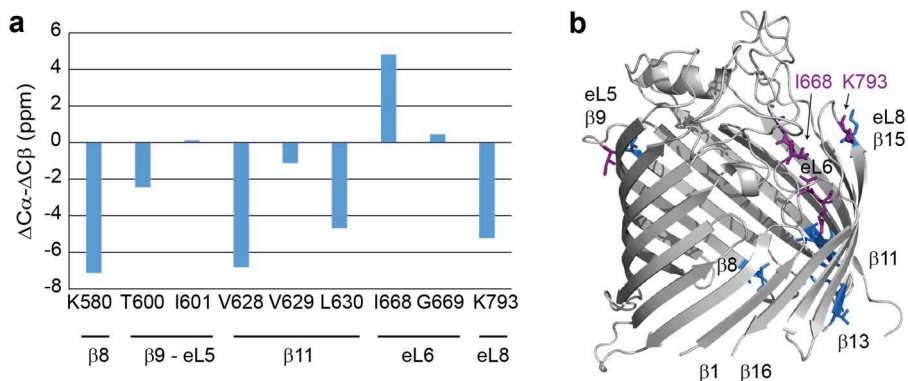 a
ΔCα-ΔCβ (ppm)
6
4
2
0
-2
-4
-6
-8
K580 T600 I601 V628 V629 L630 I668 G669 K793
β8 β9 - eL5 β11 eL6 eL8
b
I668 K793
eL5
β9
eL8
β15
eL6
β8
β11
β13
β1 β16